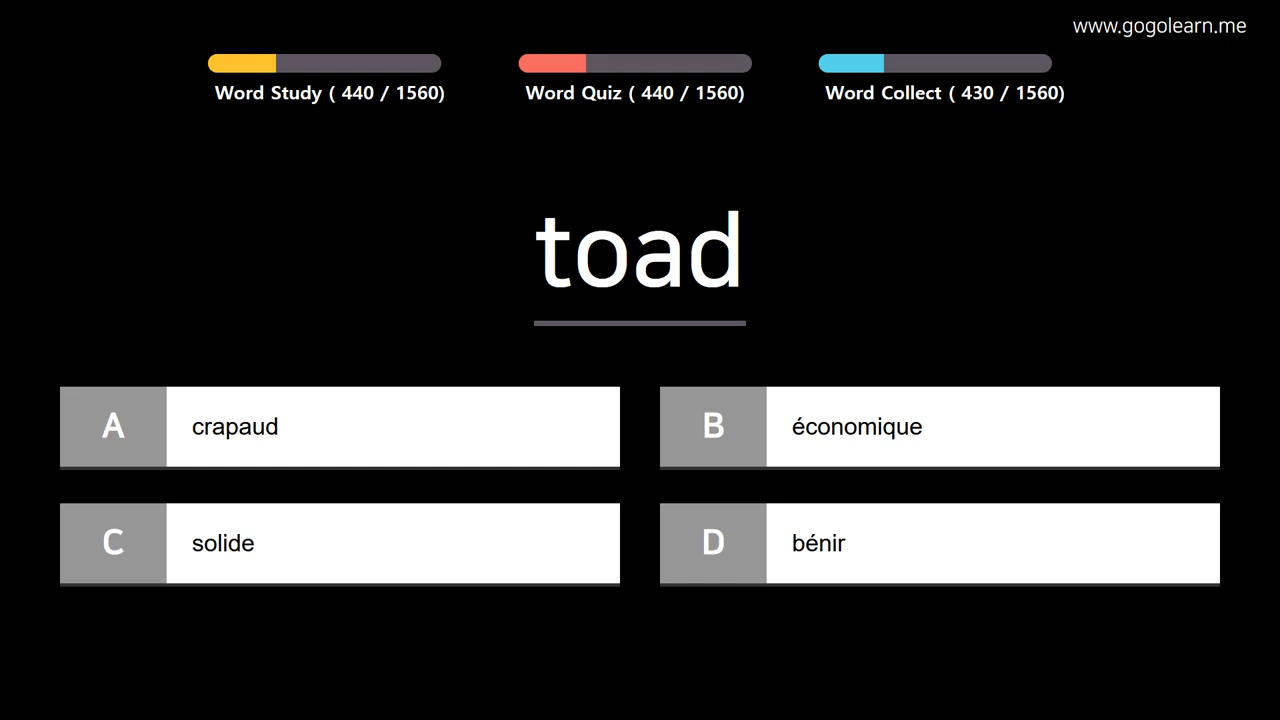 www.gogolearn.me
Word Study ( 440 / 1560)
Word Quiz ( 440 / 1560)
Word Collect ( 430 / 1560)
toad
A
crapaud
B
économique
C
solide
D
bénir